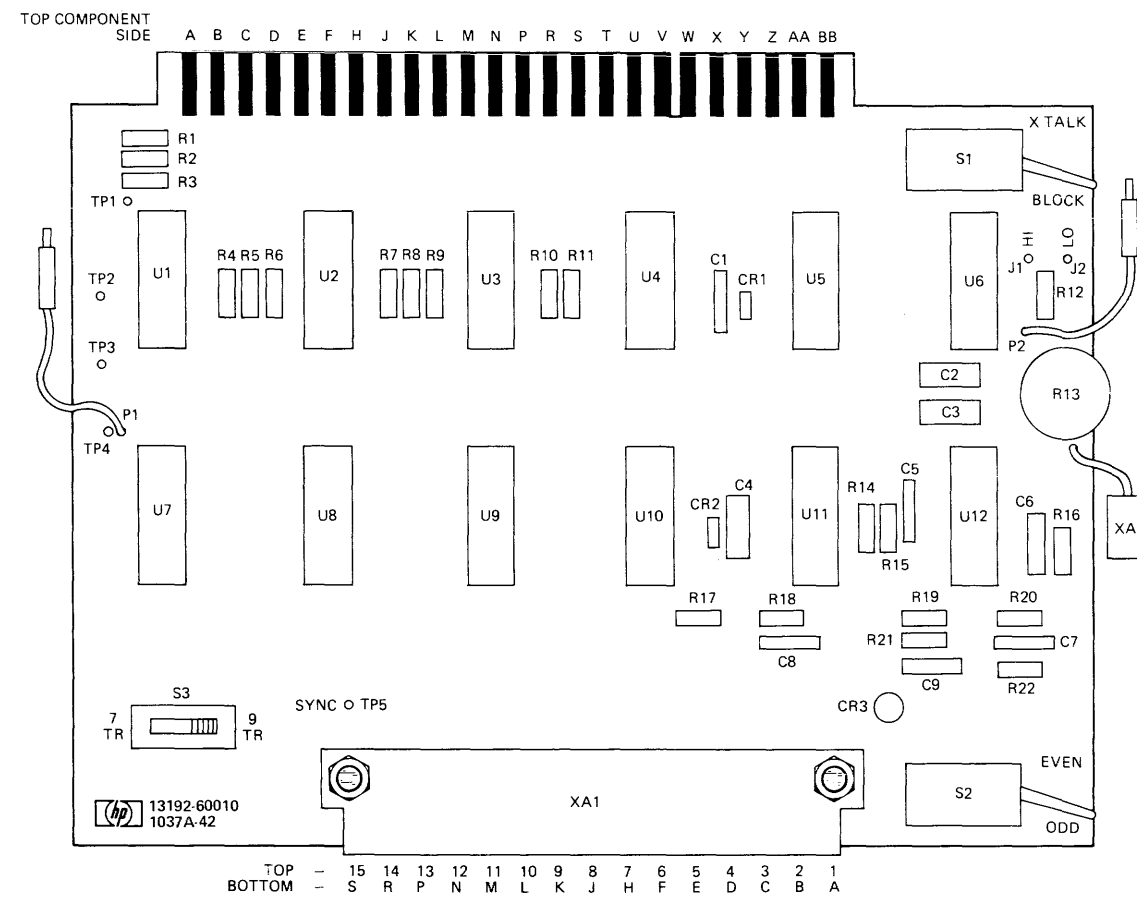 TOP COMPONENT
SIDE A B C D E F H J K L M N P R S T U V W X Y Z AA BB
X TALK
R1
R2
R3
S1
TP1
BLOCK
HI LO
J1 J2
U1 R4 R5 R6 U2 R7 R8 R9 U3 R10 R11 U4 C1 CR1 U5 U6
R12
TP2
TP3
P2
C2
R13
C3
P1
TP4
U7 U8 U9 U10 CR2 C4 U11 R14 C5 U12 C6 R16
XA
R15
R17 R18 R19 R20
R21 C7
C8
C9 R22
S3
SYNC TP5
CR3
7 9
TR TR
EVEN
XA1
S2
hp 13192-60010
1037A-42
ODD
TOP – 15 14 13 12 11 10 9 8 7 6 5 4 3 2 1
BOTTOM – S R P N M L K J H F E D C B A